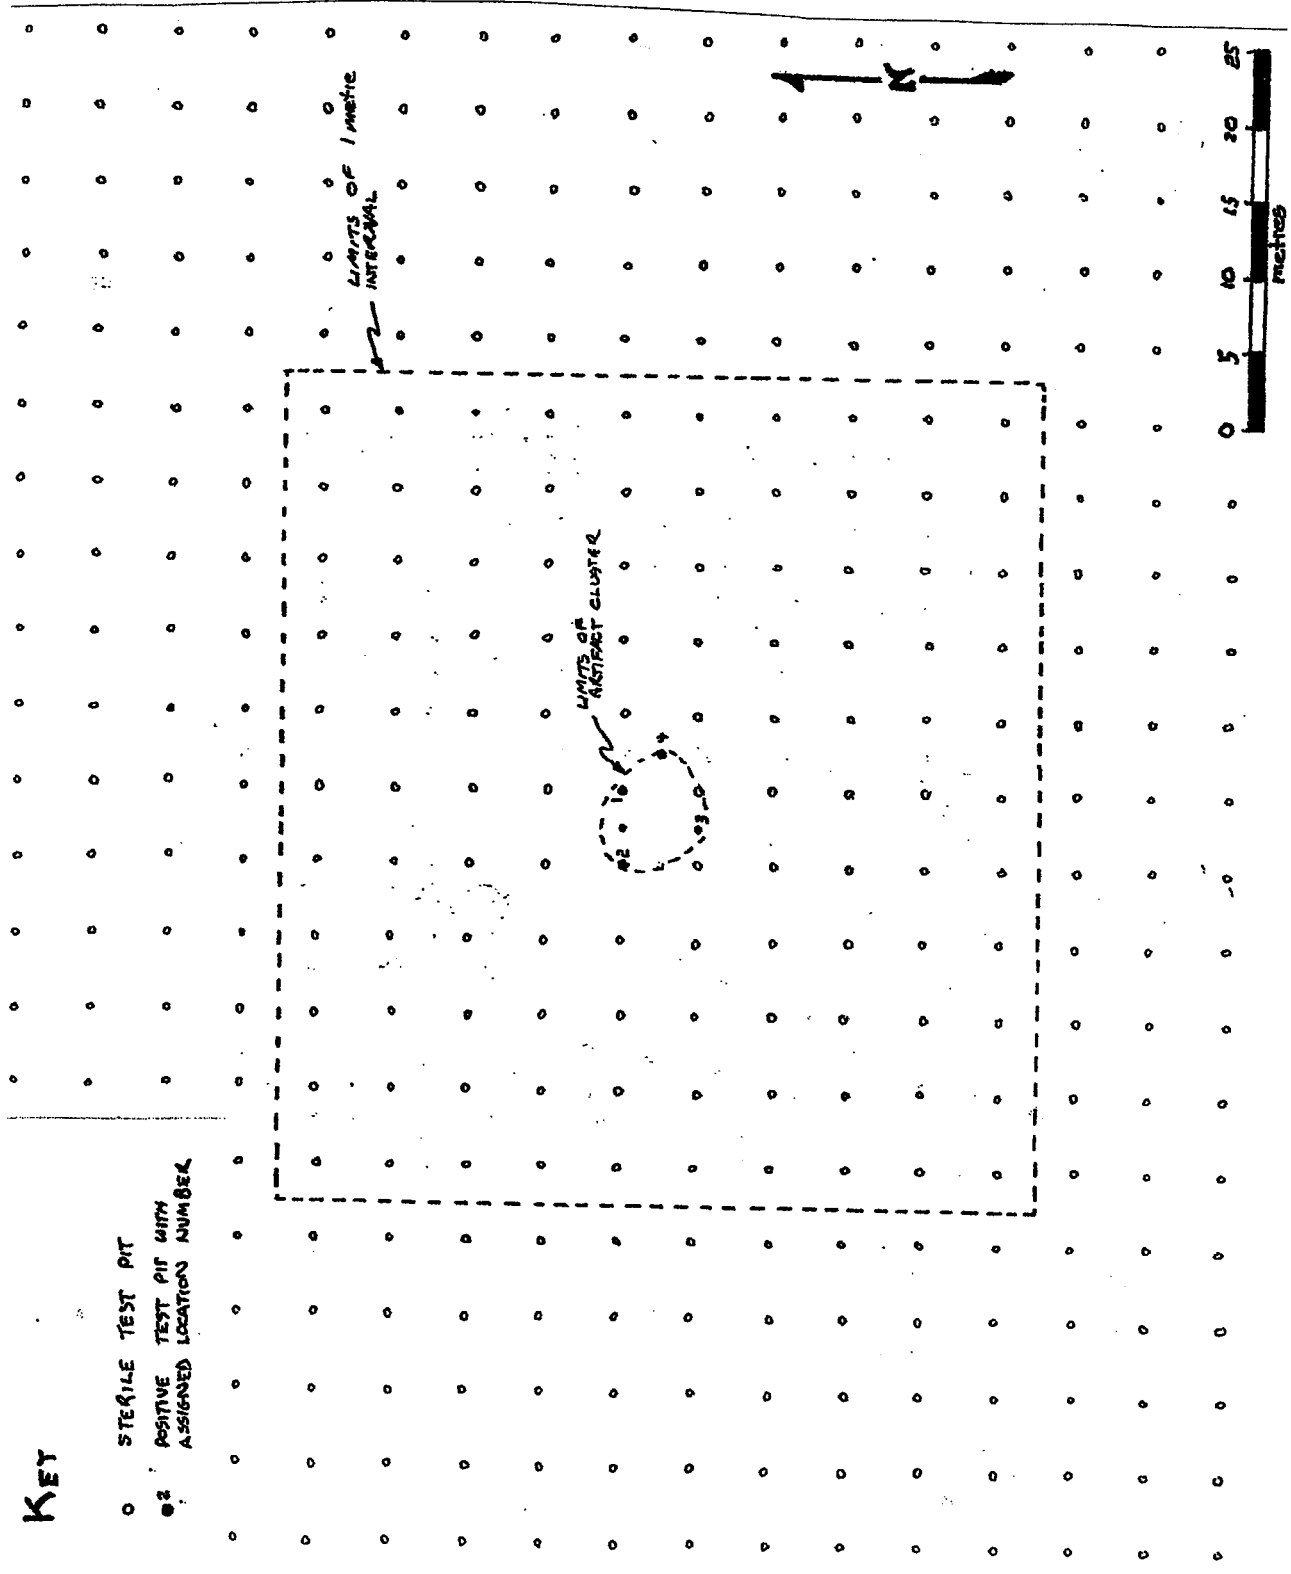 KEY
STERILE TEST PIT
2 POSITIVE TEST PIT WITH
ASSIGNED LOCATION NUMBER
LIMITS OF 1 metre
INTERVAL
LIMITS OF
ARTIFACT CLUSTER
1
2
3
4
N
0 5 10 15 20 25
metres